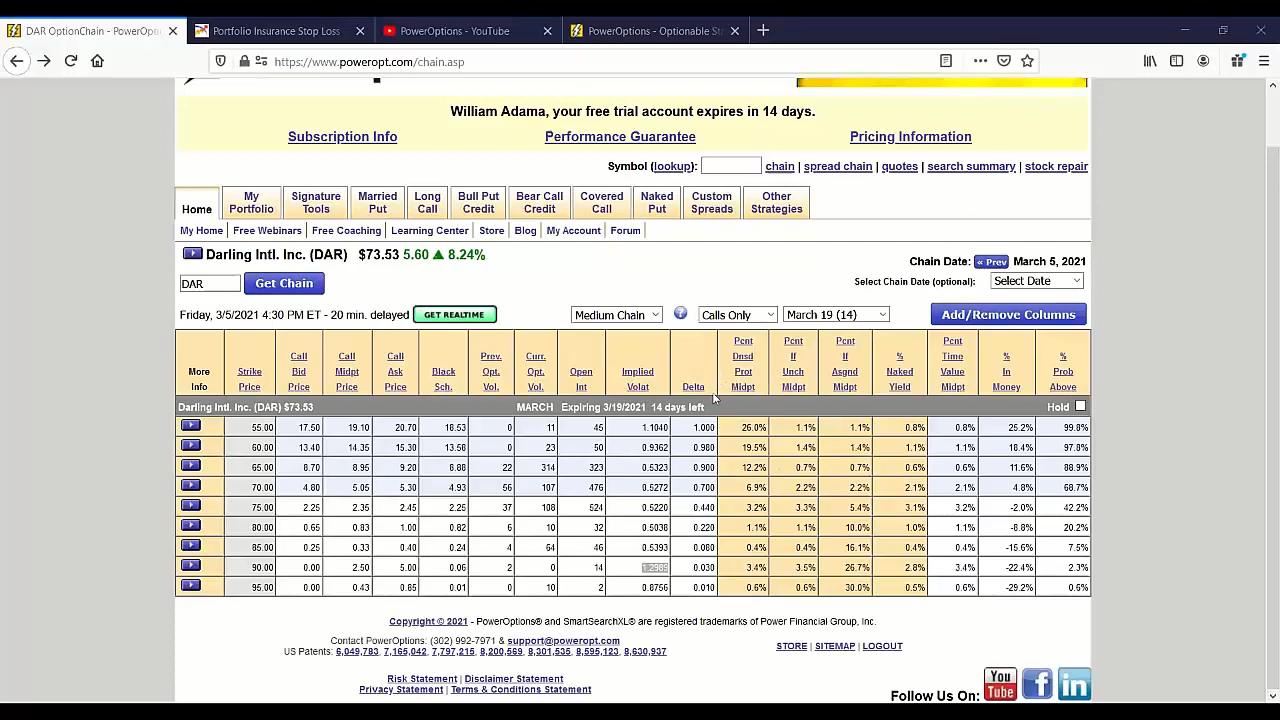 DAR OptionChain - PowerOpti
Portfolio Insurance Stop Loss
PowerOptions - YouTube
PowerOptions - Optionable St
https://www.poweropt.com/chain.asp
William Adama, your free trial account expires in 14 days.
Subscription Info Performance Guarantee Pricing Information
Symbol (lookup): chain | spread chain | quotes | search summary | stock repair
Home My Portfolio Signature Tools Married Put Long Call Bull Put Credit Bear Call Credit Covered Call Naked Put Custom Spreads Other Strategies
My Home | Free Webinars | Free Coaching | Learning Center | Store | Blog | My Account | Forum |
Darling Intl. Inc. (DAR) $73.53 5.60 ▲ 8.24%
Chain Date: « Prev March 5, 2021
DAR Get Chain
Select Chain Date (optional): Select Date
Friday, 3/5/2021 4:30 PM ET - 20 min. delayed GET REALTIME Medium Chain ? Calls Only March 19 (14) Add/Remove Columns
More Info Strike Price Call Bid Price Call Midpt Price Call Ask Price Black Sch. Prev. Opt. Vol. Curr. Opt. Vol. Open Int Implied Volat Delta Pcnt Dnsd Prot Midpt Pcnt If Unch Midpt Pcnt If Asgnd Midpt % Naked Yield Pcnt Time Value Midpt % In Money % Prob Above
Darling Intl. Inc. (DAR) $73.53 MARCH Expiring 3/19/2021 14 days left Hold
55.00 17.50 19.10 20.70 18.53 0 11 45 1.1040 1.000 26.0% 1.1% 1.1% 0.8% 0.8% 25.2% 99.8%
60.00 13.40 14.35 15.30 13.58 0 23 50 0.9362 0.980 19.5% 1.4% 1.4% 1.1% 1.1% 18.4% 97.8%
65.00 8.70 8.95 9.20 8.88 22 314 323 0.5323 0.900 12.2% 0.7% 0.7% 0.6% 0.6% 11.6% 88.9%
70.00 4.80 5.05 5.30 4.93 56 107 476 0.5272 0.700 6.9% 2.2% 2.2% 2.1% 2.1% 4.8% 68.7%
75.00 2.25 2.35 2.45 2.25 37 108 524 0.5220 0.440 3.2% 3.3% 5.4% 3.1% 3.2% -2.0% 42.2%
80.00 0.65 0.83 1.00 0.82 6 10 32 0.5038 0.220 1.1% 1.1% 10.0% 1.0% 1.1% -8.8% 20.2%
85.00 0.25 0.33 0.40 0.24 4 64 46 0.5393 0.080 0.4% 0.4% 16.1% 0.4% 0.4% -15.6% 7.5%
90.00 0.00 2.50 5.00 0.06 2 0 14 0.030 3.4% 3.5% 26.7% 2.8% 3.4% -22.4% 2.3%
95.00 0.00 0.43 0.65 0.01 0 10 2 0.8756 0.010 0.6% 0.6% 30.0% 0.5% 0.6% -29.2% 0.6%
Copyright © 2021 - PowerOptions® and SmartSearchXL® are registered trademarks of Power Financial Group, Inc.
Contact PowerOptions: (302) 992-7971 & support@poweropt.com
US Patents: 6,049,783, 7,165,042, 7,797,215, 8,200,569, 8,301,535, 8,595,123, 8,630,937
STORE | SITEMAP | LOGOUT
Risk Statement | Disclaimer Statement
Privacy Statement | Terms & Conditions Statement
Follow Us On: You Tube f in